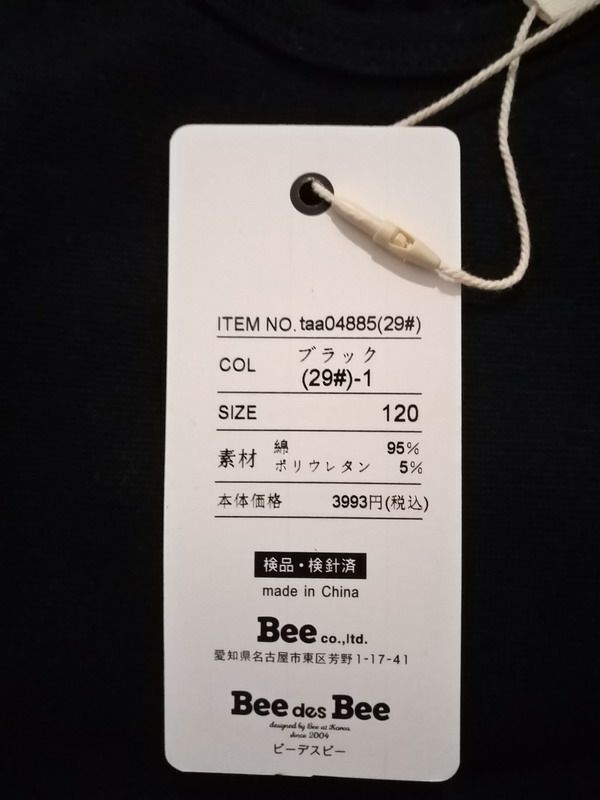 ITEM NO. taa04885(29#)
COL ブラック
(29#)-1
SIZE 120
素材 綿 95%
ポリウレタン 5%
本体価格 3993円(税込)
検品・検針済
made in China
Bee co.,ltd.
愛知県名古屋市東区芳野1-17-41
Bee des Bee
designed by Bee at Korea
since 2004
ビーデスビー